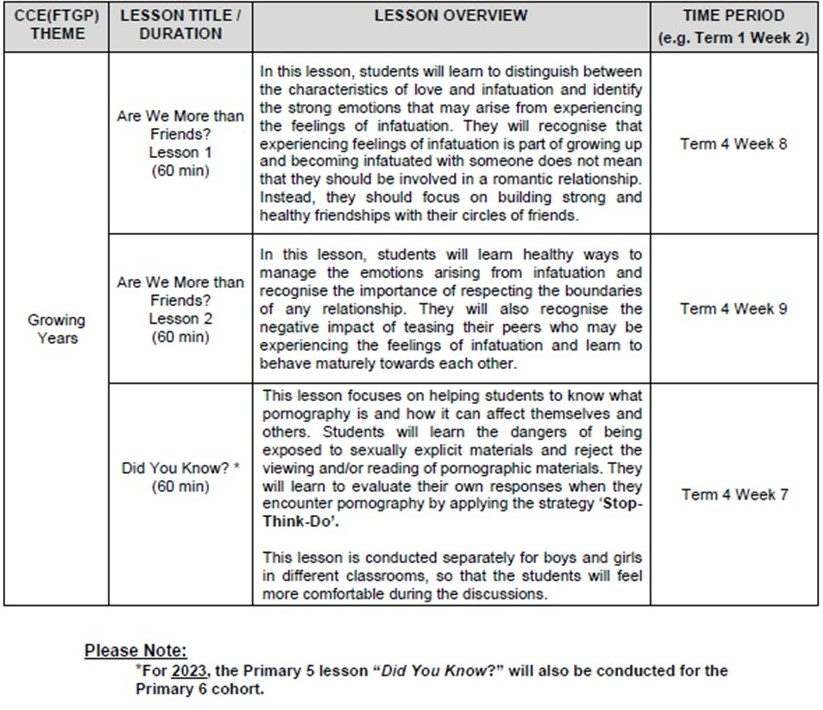 CCE(FTGP)
THEME
LESSON TITLE /
DURATION
LESSON OVERVIEW
TIME PERIOD
(e.g. Term 1 Week 2)
Growing
Years
Are We More than
Friends?
Lesson 1
(60 min)
In this lesson, students will learn to distinguish between
the characteristics of love and infatuation and identify
the strong emotions that may arise from experiencing
the feelings of infatuation. They will recognise that
experiencing feelings of infatuation is part of growing up
and becoming infatuated with someone does not mean
that they should be involved in a romantic relationship.
Instead, they should focus on building strong and
healthy friendships with their circles of friends.
Term 4 Week 8
Are We More than
Friends?
Lesson 2
(60 min)
In this lesson, students will learn healthy ways to
manage the emotions arising from infatuation and
recognise the importance of respecting the boundaries
of any relationship. They will also recognise the
negative impact of teasing their peers who may be
experiencing the feelings of infatuation and learn to
behave maturely towards each other.
Term 4 Week 9
Did You Know? *
(60 min)
This lesson focuses on helping students to know what
pornography is and how it can affect themselves and
others. Students will learn the dangers of being
exposed to sexually explicit materials and reject the
viewing and/or reading of pornographic materials. They
will learn to evaluate their own responses when they
encounter pornography by applying the strategy ‘Stop-
Think-Do’.
This lesson is conducted separately for boys and girls
in different classrooms, so that the students will feel
more comfortable during the discussions.
Term 4 Week 7
Please Note:
*For 2023, the Primary 5 lesson “Did You Know?” will also be conducted for the
Primary 6 cohort.